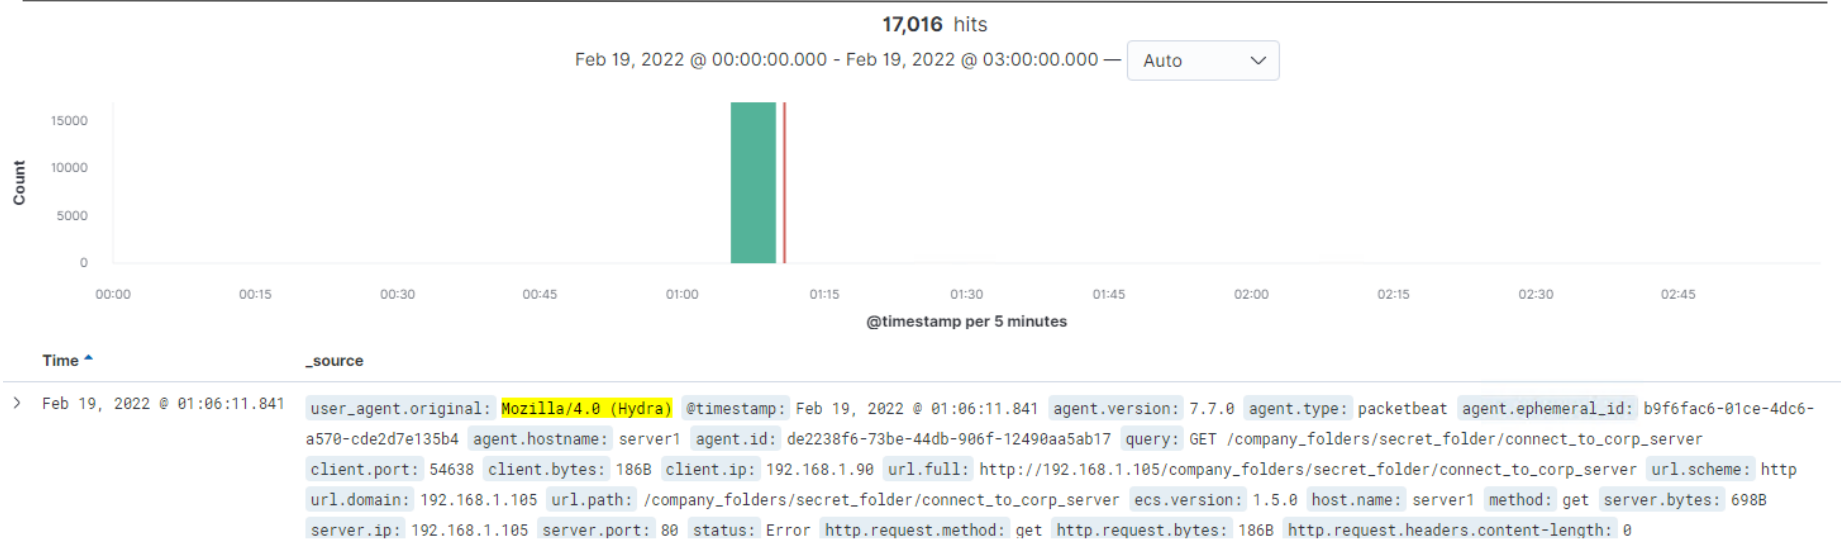 17,016 hits
Feb 19, 2022 @ 00:00:00.000 - Feb 19, 2022 @ 03:00:00.000 — Auto
Count
15000
10000
5000
0
00:00 00:15 00:30 00:45 01:00 01:15 01:30 01:45 02:00 02:15 02:30 02:45
@timestamp per 5 minutes
Time _source
Feb 19, 2022 @ 01:06:11.841 user_agent.original: Mozilla/4.0 (Hydra) @timestamp: Feb 19, 2022 @ 01:06:11.841 agent.version: 7.7.0 agent.type: packetbeat agent.ephemeral_id: b9f6fac6-01ce-4dc6-
a570-cde2d7e135b4 agent.hostname: server1 agent.id: de2238f6-73be-44db-906f-12490aa5ab17 query: GET /company_folders/secret_folder/connect_to_corp_server
client.port: 54638 client.bytes: 186B client.ip: 192.168.1.90 url.full: http://192.168.1.105/company_folders/secret_folder/connect_to_corp_server url.scheme: http
url.domain: 192.168.1.105 url.path: /company_folders/secret_folder/connect_to_corp_server ecs.version: 1.5.0 host.name: server1 method: get server.bytes: 698B
server.ip: 192.168.1.105 server.port: 80 status: Error http.request.method: get http.request.bytes: 186B http.request.headers.content-length: 0